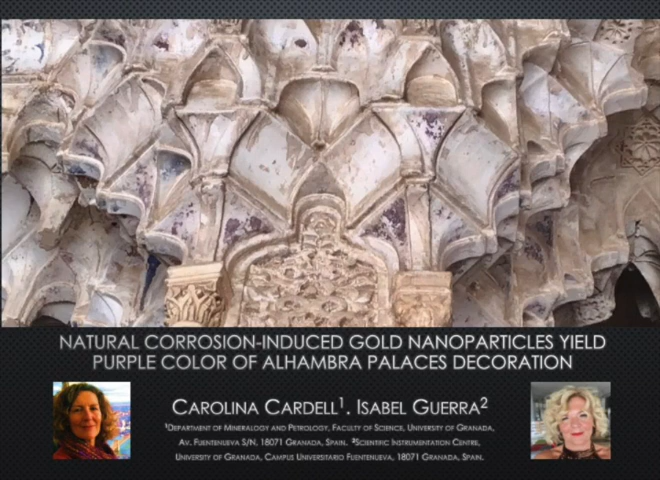 NATURAL CORROSION-INDUCED GOLD NANOPARTICLES YIELD
PURPLE COLOR OF ALHAMBRA PALACES DECORATION
CAROLINA CARDELL¹. ISABEL GUERRA²
¹DEPARTMENT OF MINERALOGY AND PETROLOGY, FACULTY OF SCIENCE, UNIVERSITY OF GRANADA,
AV. FUENTENUEVA S/N, 18071 GRANADA, SPAIN. ²SCIENTIFIC INSTRUMENTATION CENTRE,
UNIVERSITY OF GRANADA, CAMPUS UNIVERSITARIO FUENTENUEVA, 18071 GRANADA, SPAIN.